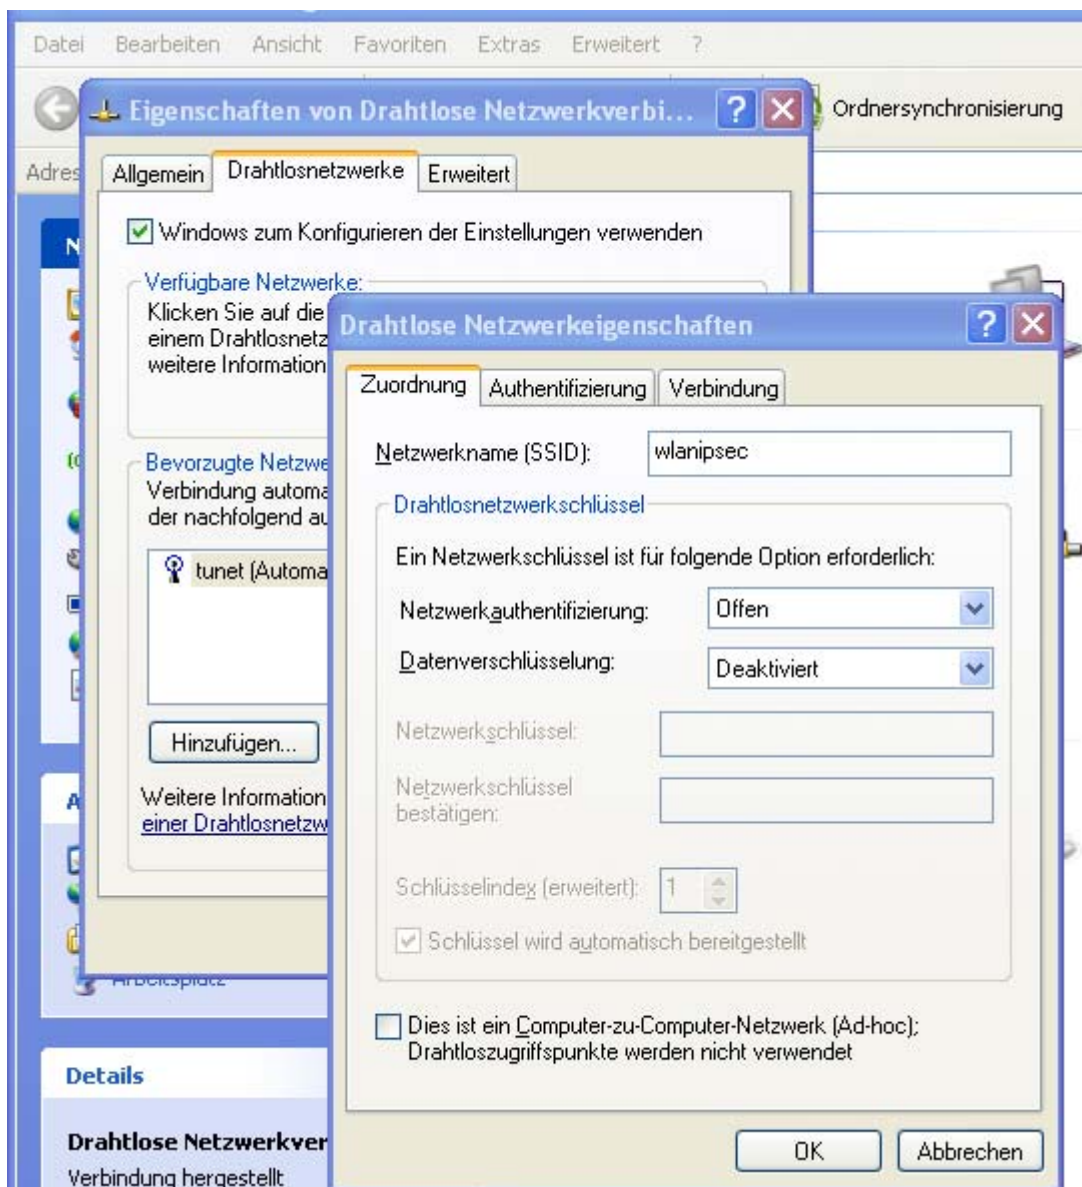 Datei Bearbeiten Ansicht Favoriten Extras Erweitert ?
Ordnersynchronisierung
Adres
Eigenschaften von Drahtlose Netzwerkverbi...
Allgemein Drahtlosnetzwerke Erweitert
Windows zum Konfigurieren der Einstellungen verwenden
Verfügbare Netzwerke:
Klicken Sie auf die
einem Drahtlosnetz
weitere Information
Bevorzugte Netzwe
Verbindung automa
der nachfolgend au
tunet (Automa
Hinzufügen...
Weitere Information
einer Drahtlosnetzw
Drahtlose Netzwerkeigenschaften
Zuordnung Authentifizierung Verbindung
Netzwerkname (SSID): wlanipsec
Drahtlosnetzwerkschlüssel
Ein Netzwerkschlüssel ist für folgende Option erforderlich:
Netzwerkauthentifizierung: Offen
Datenverschlüsselung: Deaktiviert
Netzwerkschlüssel:
Netzwerkschlüssel
bestätigen:
Schlüsselindex (erweitert): 1
Schlüssel wird automatisch bereitgestellt
Dies ist ein Computer-zu-Computer-Netzwerk (Ad-hoc);
Drahtloszugriffspunkte werden nicht verwendet
OK Abbrechen
N
A
Arbeitsplatz
Details
Drahtlose Netzwerkver
Verbindung hergestellt